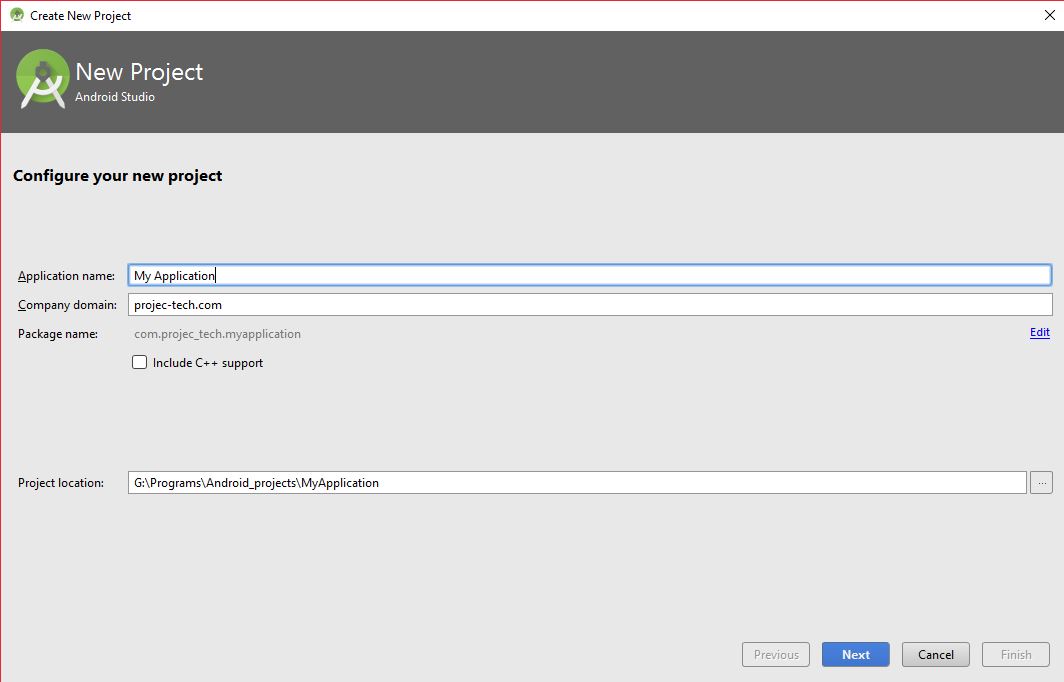 Create New Project
New Project
Android Studio
Configure your new project
Application name: My Application
Company domain: projec-tech.com
Package name: com.projec_tech.myapplication Edit
Include C++ support
Project location: G:\Programs\Android_projects\MyApplication ...
Previous Next Cancel Finish